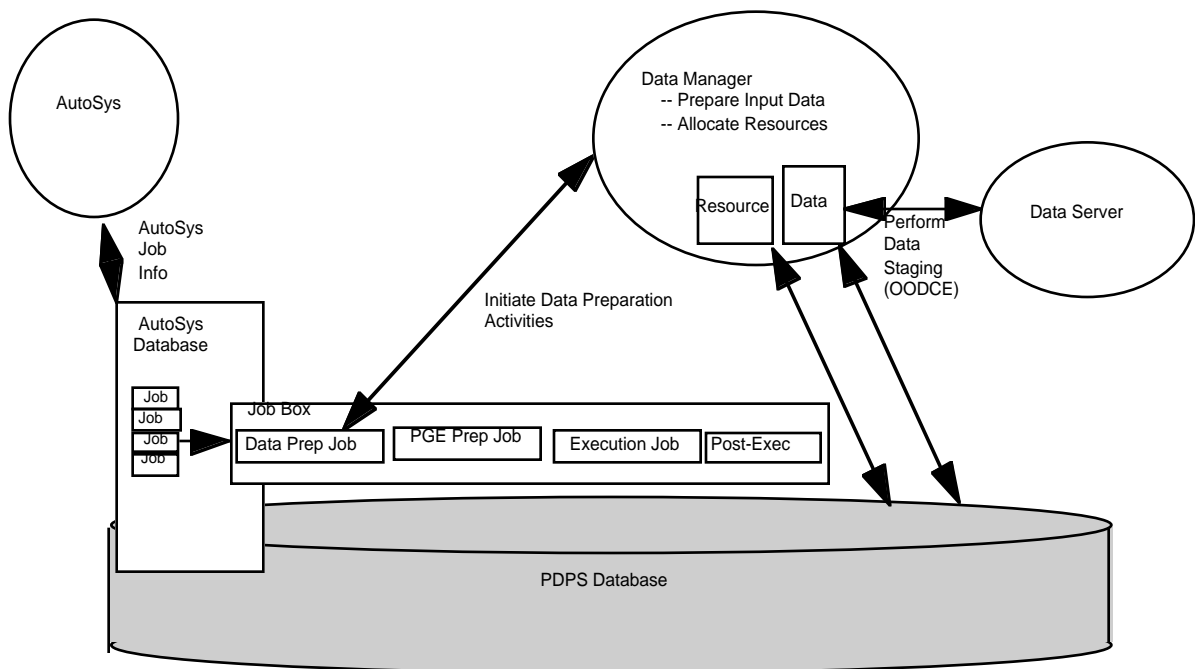 AutoSys
Data Manager
-- Prepare Input Data
-- Allocate Resources
Resource
Data
Data Server
Perform
Data
Staging
(OODCE)
AutoSys
Job
Info
Initiate Data Preparation
Activities
AutoSys
Database
Job
Job
Job
Job
Job Box
Data Prep Job
PGE Prep Job
Execution Job
Post-Exec
PDPS Database